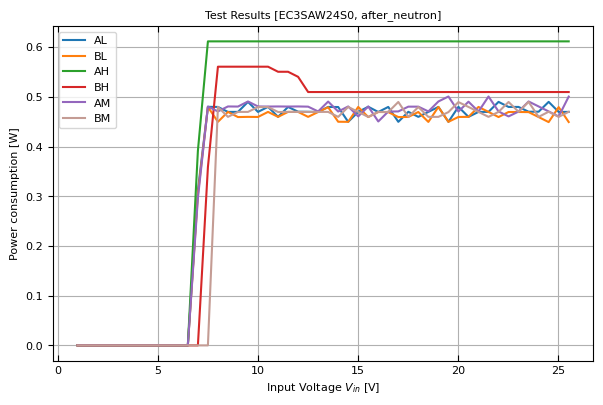 Test Results [EC3SAW24S0, after_neutron]
AL
BL
AH
BH
AM
BM
Power consumption [W]
0.6
0.5
0.4
0.3
0.2
0.1
0.0
0 5 10 15 20 25
Input Voltage Vin [V]